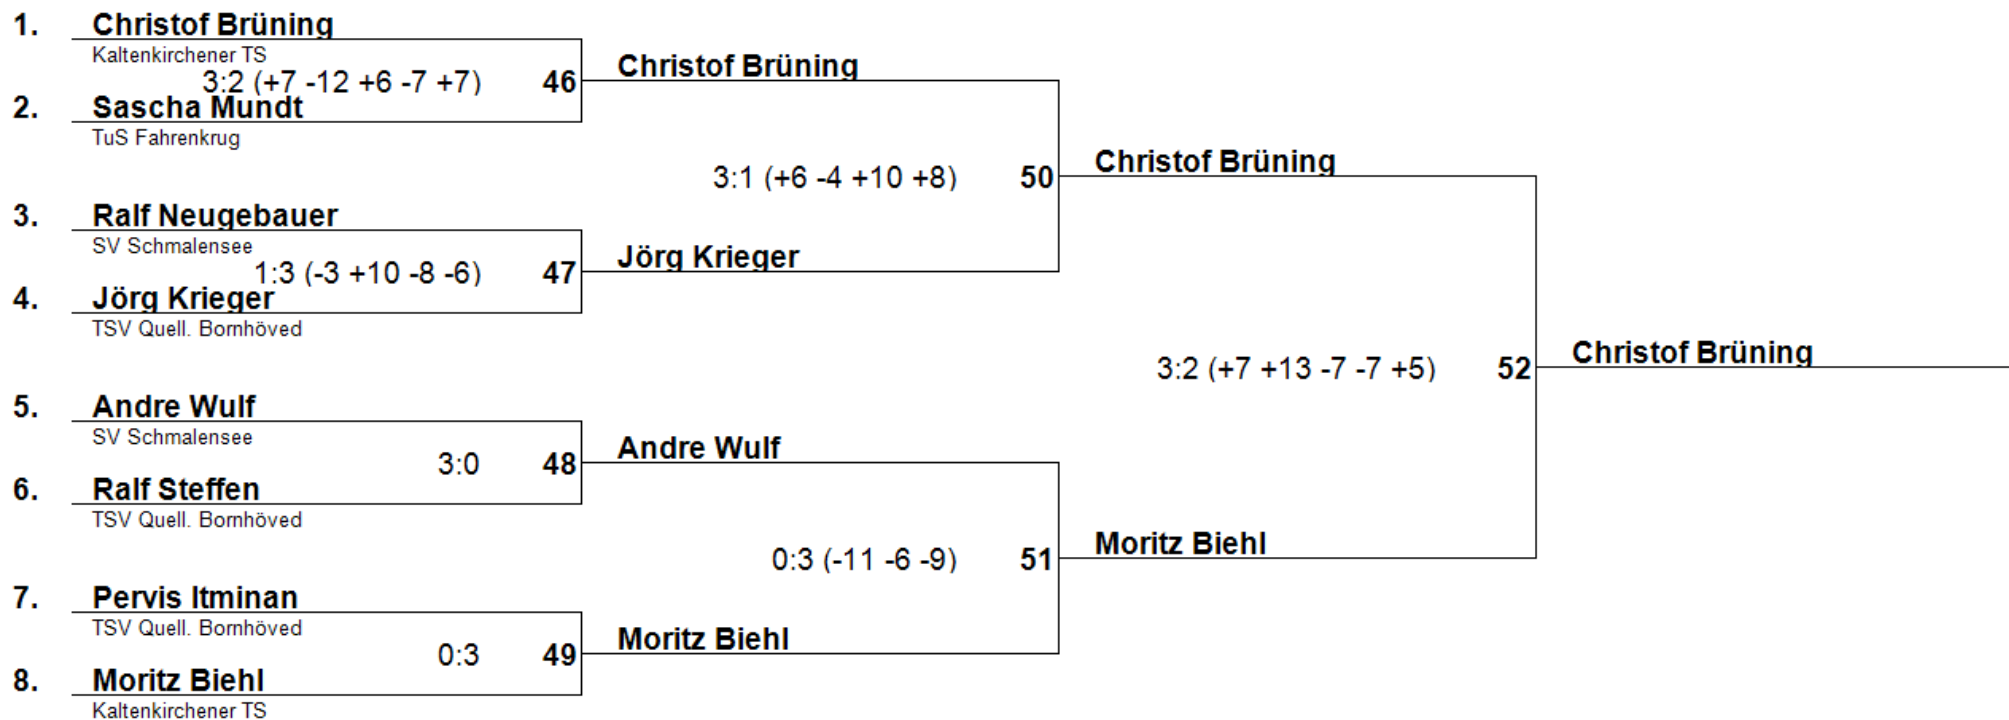 1. Christof Brüning
Kaltenkirchener TS
3:2 (+7 -12 +6 -7 +7) 46
Christof Brüning
2. Sascha Mundt
TuS Fahrenkrug
3:1 (+6 -4 +10 +8) 50
Christof Brüning
3. Ralf Neugebauer
SV Schmalensee
1:3 (-3 +10 -8 -6) 47
Jörg Krieger
4. Jörg Krieger
TSV Quell. Bornhöved
3:2 (+7 +13 -7 -7 +5) 52
Christof Brüning
5. Andre Wulf
SV Schmalensee
3:0 48
Andre Wulf
6. Ralf Steffen
TSV Quell. Bornhöved
0:3 (-11 -6 -9) 51
Moritz Biehl
7. Pervis Itminan
TSV Quell. Bornhöved
0:3 49
Moritz Biehl
8. Moritz Biehl
Kaltenkirchener TS